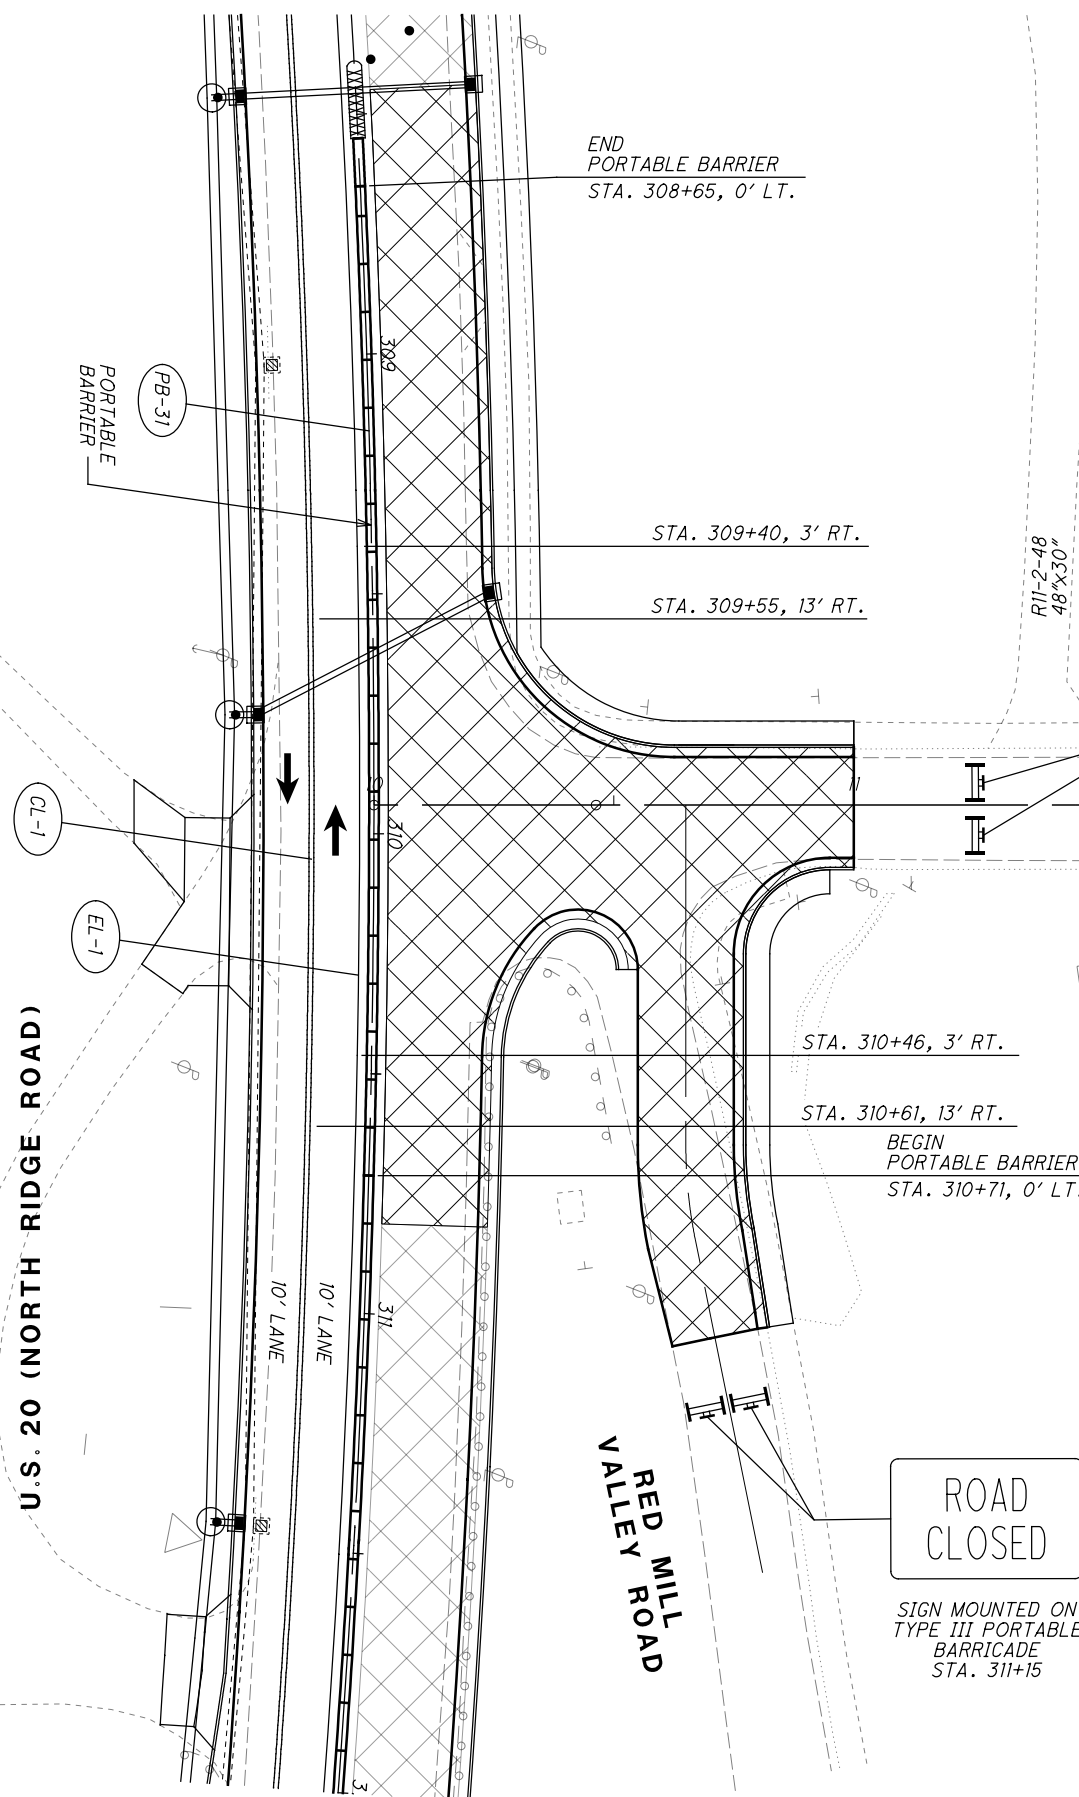 END
PORTABLE BARRIER
STA. 308+65, 0' LT.
309
PB-31
PORTABLE
BARRIER
STA. 309+40, 3' RT.
R11-2-48
48"x30"
STA. 309+55, 13' RT.
11
310
CL-1
EL-1
U.S. 20 (NORTH RIDGE ROAD)
STA. 310+46, 3' RT.
STA. 310+61, 13' RT.
BEGIN
PORTABLE BARRIER
STA. 310+71, 0' LT.
10' LANE
10' LANE
311
RED MILL
VALLEY ROAD
ROAD
CLOSED
SIGN MOUNTED ON
TYPE III PORTABLE
BARRICADE
STA. 311+15
3